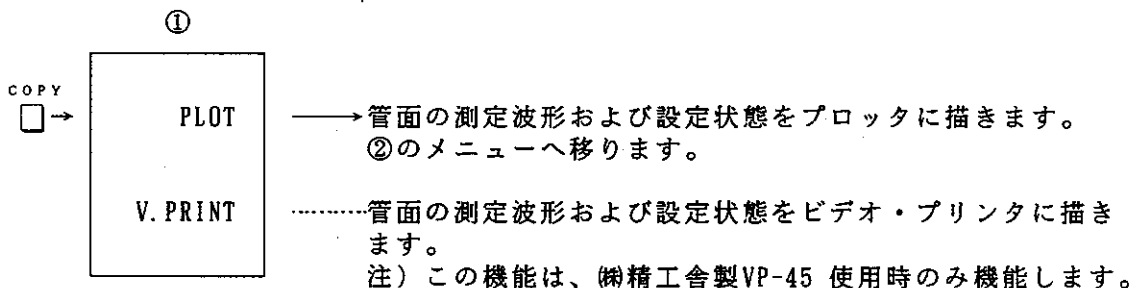 ①
COPY
PLOT
管面の測定波形および設定状態をプロッタに描きます。
②のメニューへ移ります。
V.PRINT
管面の測定波形および設定状態をビデオ・プリンタに描き
ます。
注）この機能は、㈱精工舎製VP-45 使用時のみ機能します。